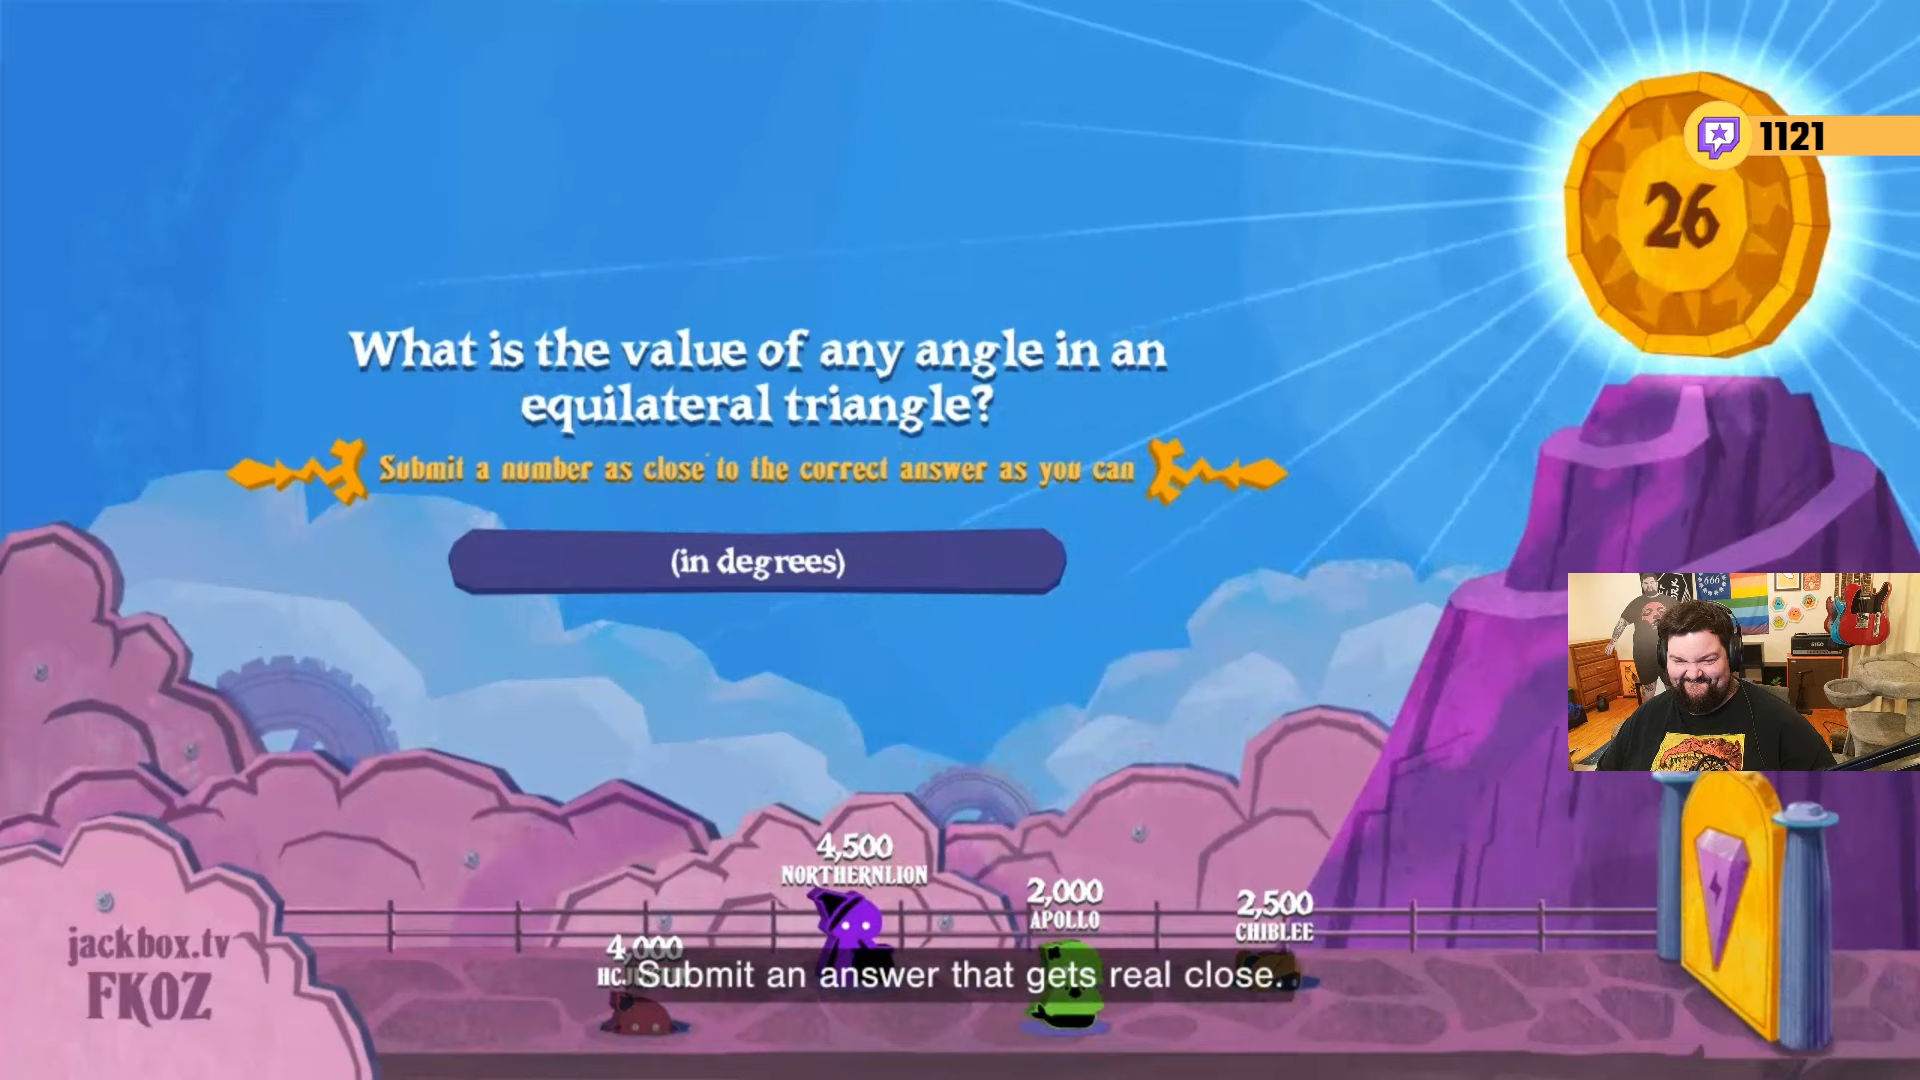 1121
26
What is the value of any angle in an
equilateral triangle?
Submit a number as close to the correct answer as you can
(in degrees)
666
4,500
NORTHERNLION
2,000
APOLLO
2,500
CHIBLEE
4,000
Submit an answer that gets real close.
jackbox.tv
FKOZ